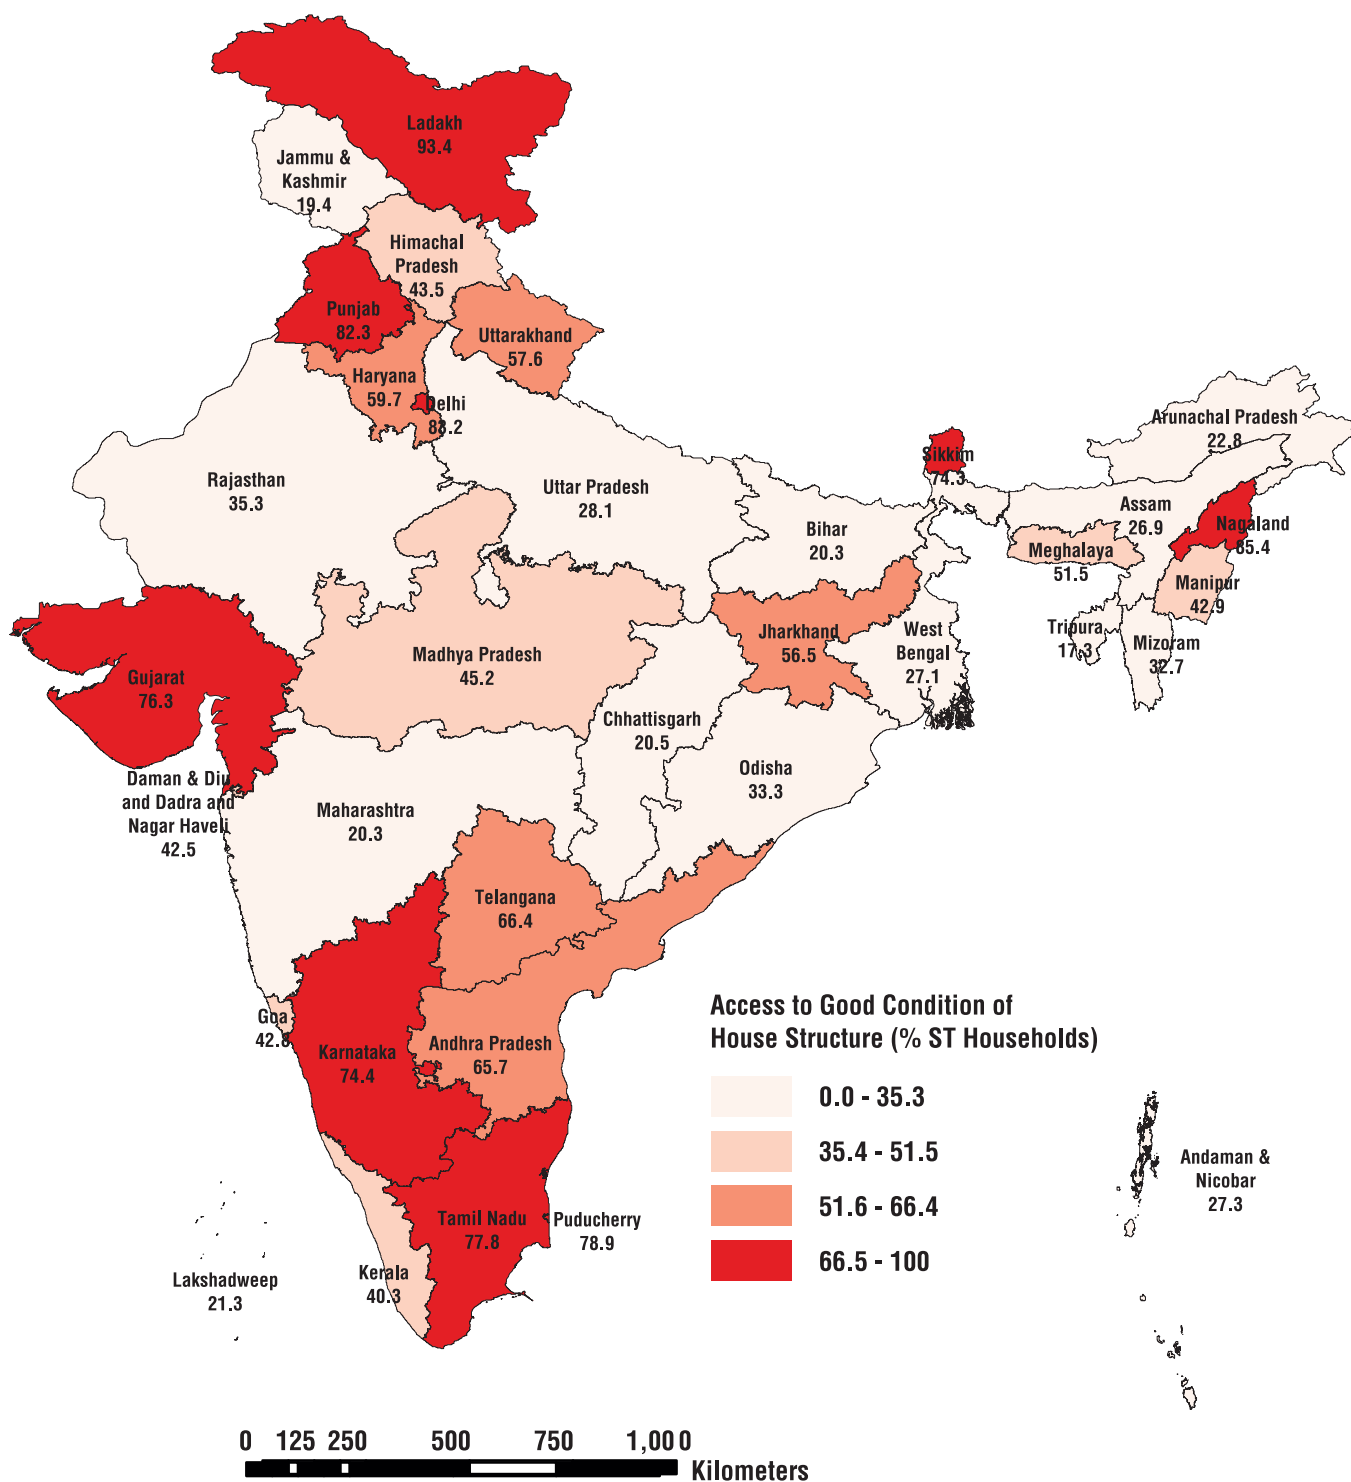 Ladakh
93.4
Jammu &
Kashmir
19.4
Himachal
Pradesh
43.5
Punjab
82.3
Uttarakhand
57.6
Haryana
59.7
Delhi
83.2
Arunachal Pradesh
22.8
Sikkim
74.3
Rajasthan
35.3
Uttar Pradesh
28.1
Assam
26.9
Nagaland
85.4
Bihar
20.3
Meghalaya
51.5
Manipur
42.9
Jharkhand
56.5
West
Bengal
27.1
Tripura
17.3
Mizoram
32.7
Madhya Pradesh
45.2
Gujarat
76.3
Chhattisgarh
20.5
Odisha
33.3
Daman & Diu
and Dadra and
Nagar Haveli
42.5
Maharashtra
20.3
Telangana
66.4
Goa
42.8
Karnataka
74.4
Andhra Pradesh
65.7
Access to Good Condition of
House Structure (% ST Households)
0.0 - 35.3
35.4 - 51.5
51.6 - 66.4
66.5 - 100
Andaman &
Nicobar
27.3
Tamil Nadu
77.8
Puducherry
78.9
Kerala
40.3
Lakshadweep
21.3
0 125 250 500 750 1,000
Kilometers